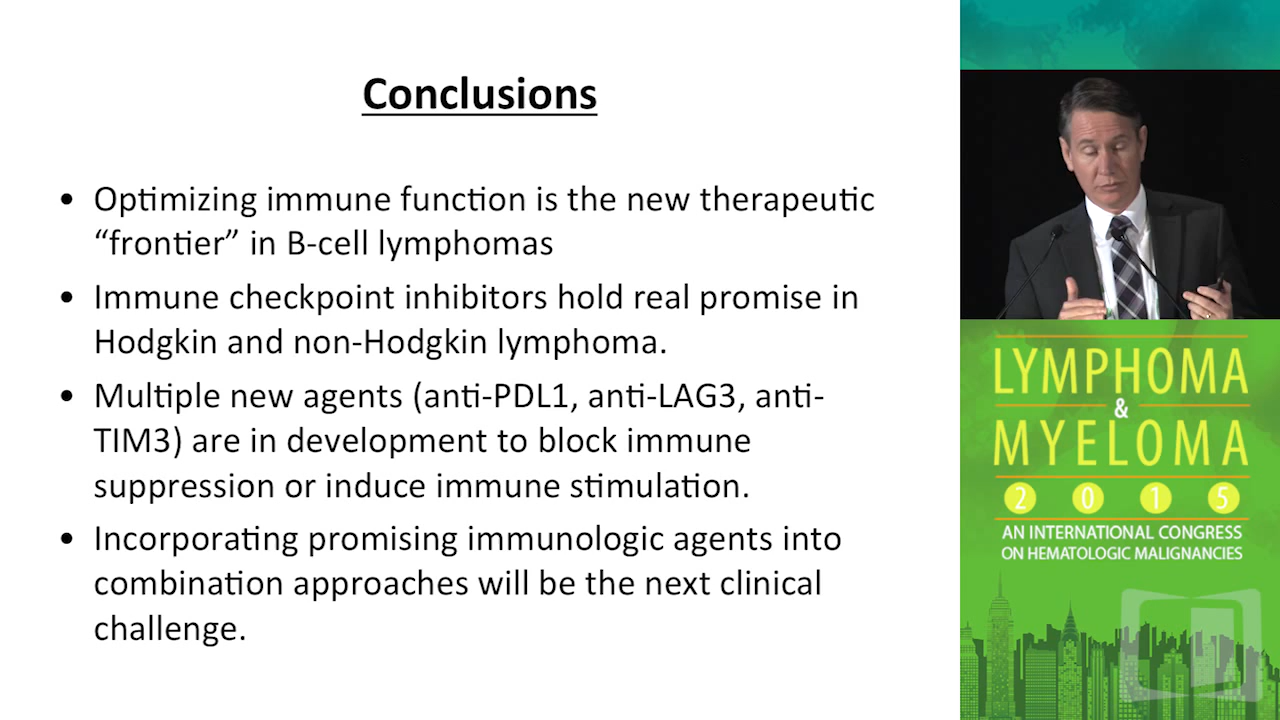 Conclusions
• Optimizing immune function is the new therapeutic
“frontier” in B-cell lymphomas
• Immune checkpoint inhibitors hold real promise in
Hodgkin and non-Hodgkin lymphoma.
• Multiple new agents (anti-PDL1, anti-LAG3, anti-
TIM3) are in development to block immune
suppression or induce immune stimulation.
• Incorporating promising immunologic agents into
combination approaches will be the next clinical
challenge.
LYMPHOMA
&
MYELOMA
2 0 1 5
AN INTERNATIONAL CONGRESS
ON HEMATOLOGIC MALIGNANCIES